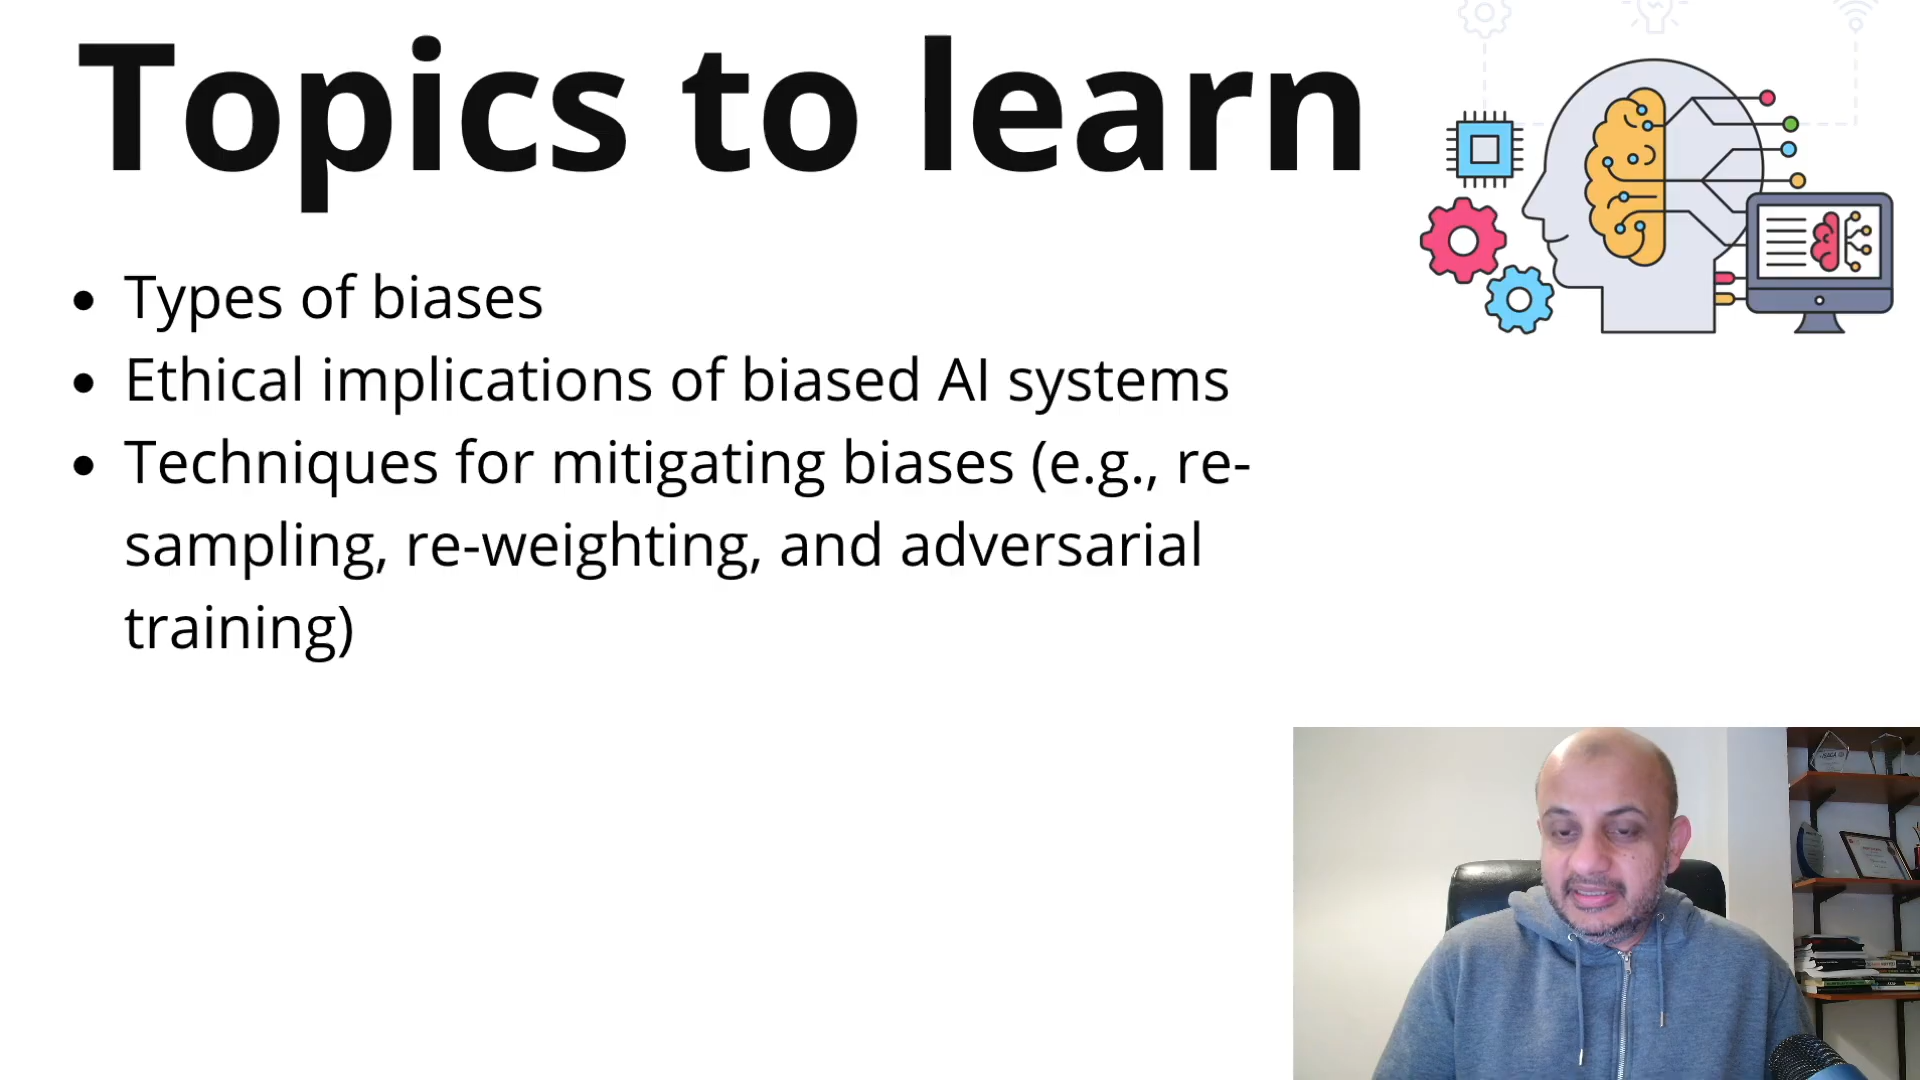 Topics to learn
• Types of biases
• Ethical implications of biased AI systems
• Techniques for mitigating biases (e.g., re-
sampling, re-weighting, and adversarial
training)